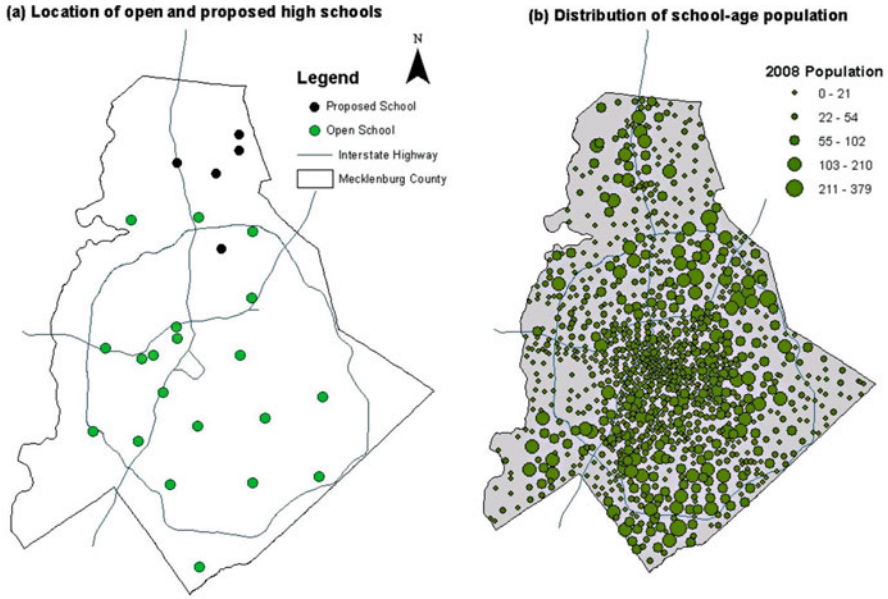 (a) Location of open and proposed high schools
N
Legend
Proposed School
Open School
Interstate Highway
Mecklenburg County
(b) Distribution of school-age population
2008 Population
0 - 21
22 - 54
55 - 102
103 - 210
211 - 379